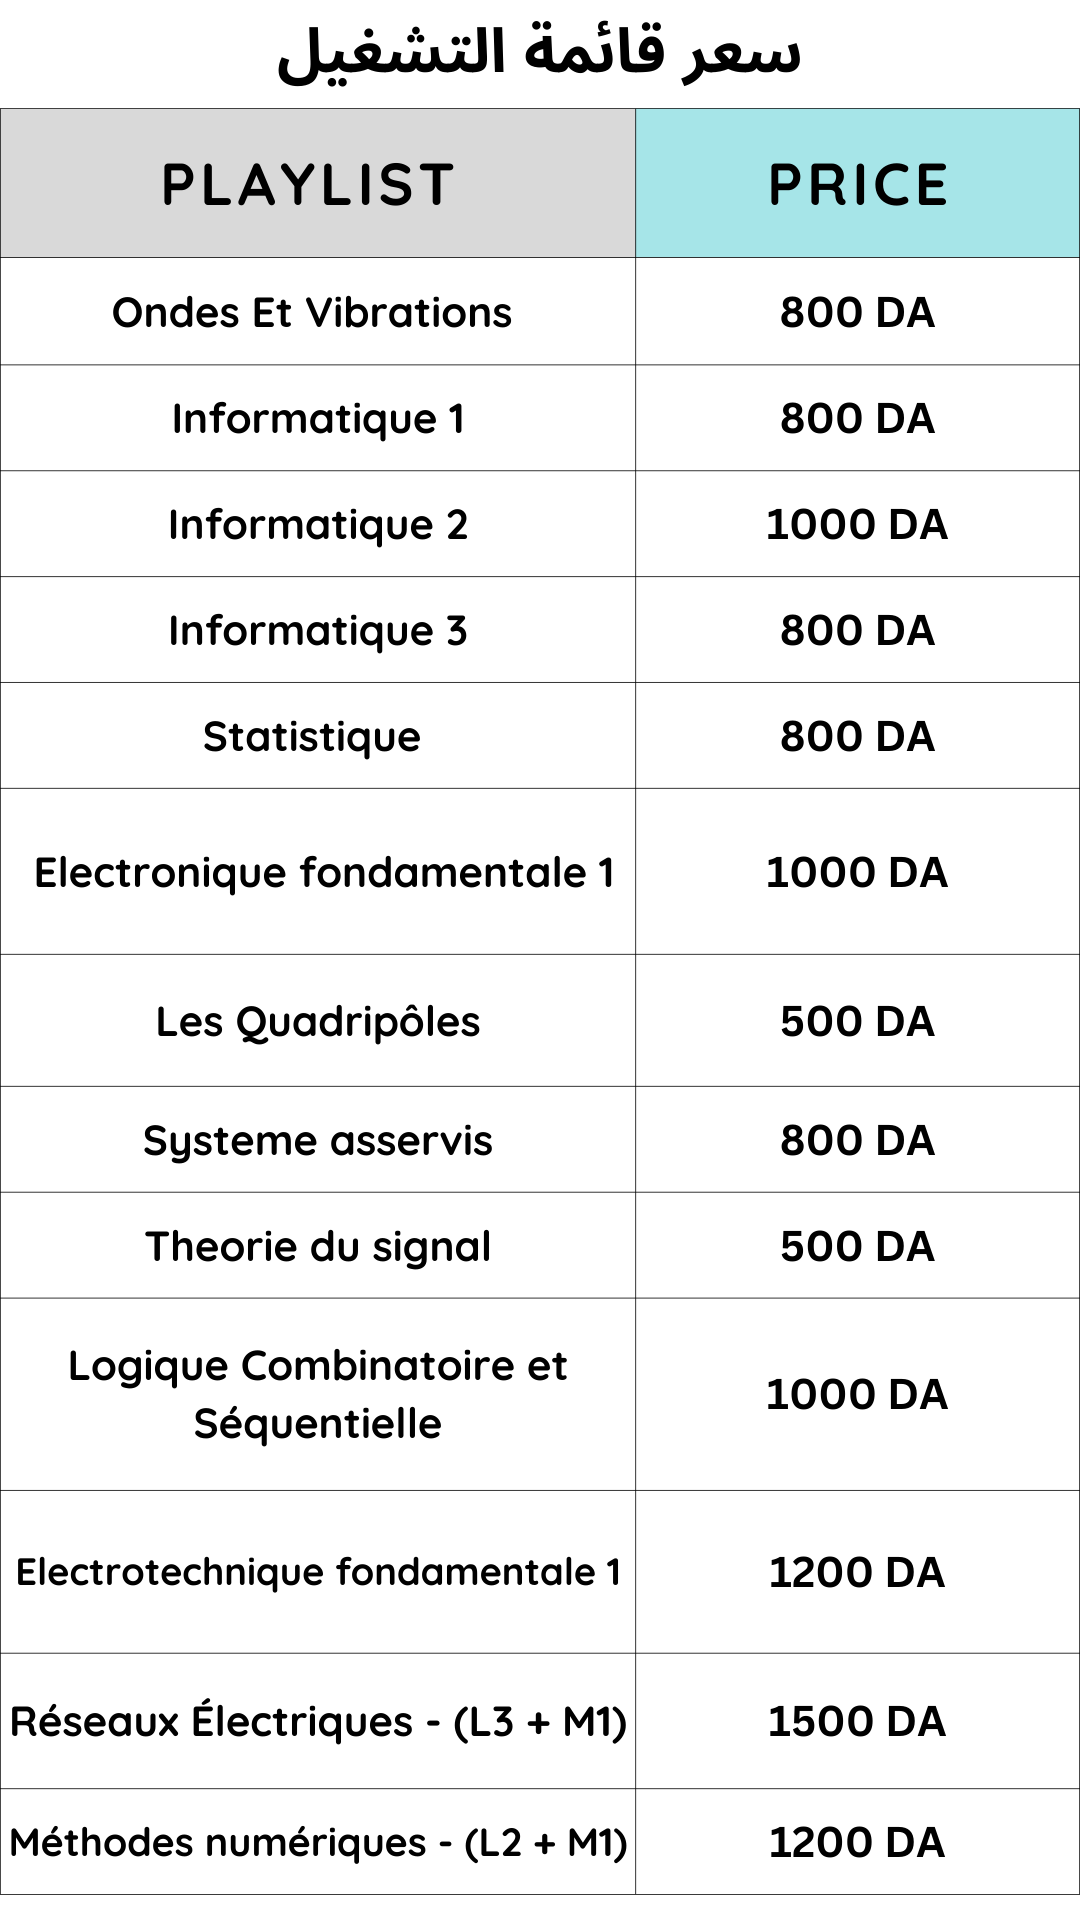 سعر قائمة التشغيل
PLAYLIST PRICE
Ondes Et Vibrations 800 DA
Informatique 1 800 DA
Informatique 2 1000 DA
Informatique 3 800 DA
Statistique 800 DA
Electronique fondamentale 1 1000 DA
Les Quadripôles 500 DA
Systeme asservis 800 DA
Theorie du signal 500 DA
Logique Combinatoire et
Séquentielle 1000 DA
Electrotechnique fondamentale 1 1200 DA
Réseaux Électriques - (L3 + M1) 1500 DA
Méthodes numériques - (L2 + M1) 1200 DA